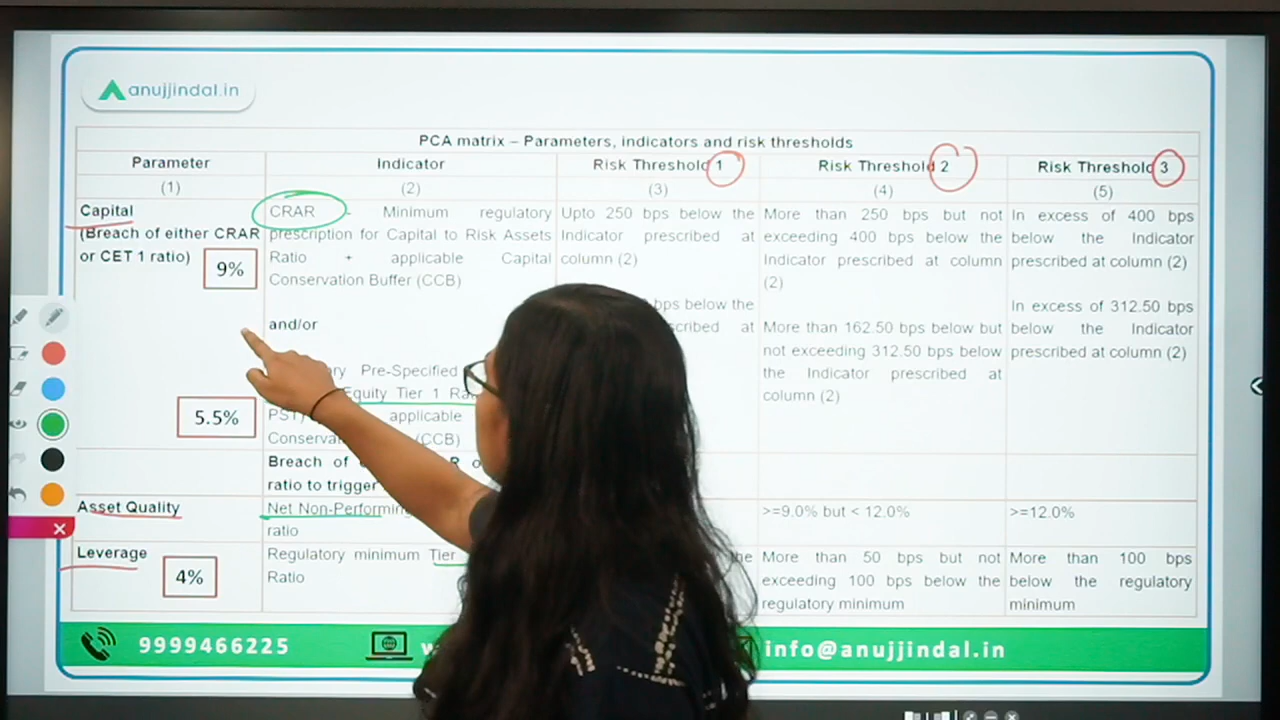 anujjindal.in
PCA matrix – Parameters, indicators and risk thresholds
Parameter
Indicator
Risk Threshold 1
Risk Threshold 2
Risk Threshold 3
(1)
(2)
(3)
(4)
(5)
Capital
(Breach of either CRAR
or CET 1 ratio)
9%
5.5%
CRAR - Minimum regulatory
prescription for Capital to Risk Assets
Ratio + applicable Capital
Conservation Buffer (CCB)
and/or
Pre-Specified
Equity Tier 1
PST) applicable
(CCB)
Breach of
ratio to trigger
Upto 250 bps below the
Indicator prescribed at
column (2)
bps below the
at
More than 250 bps but not
exceeding 400 bps below the
Indicator prescribed at column
(2)
More than 162.50 bps below but
not exceeding 312.50 bps below
the Indicator prescribed at
column (2)
In excess of 400 bps
below the Indicator
prescribed at column (2)
In excess of 312.50 bps
below the Indicator
prescribed at column (2)
Asset Quality
Net Non-Performing
ratio
>=9.0% but < 12.0%
>=12.0%
Leverage
4%
Regulatory minimum Tier
Ratio
the
More than 50 bps but not
exceeding 100 bps below the
regulatory minimum
More than 100 bps
below the regulatory
minimum
9999466225
info@anujjindal.in